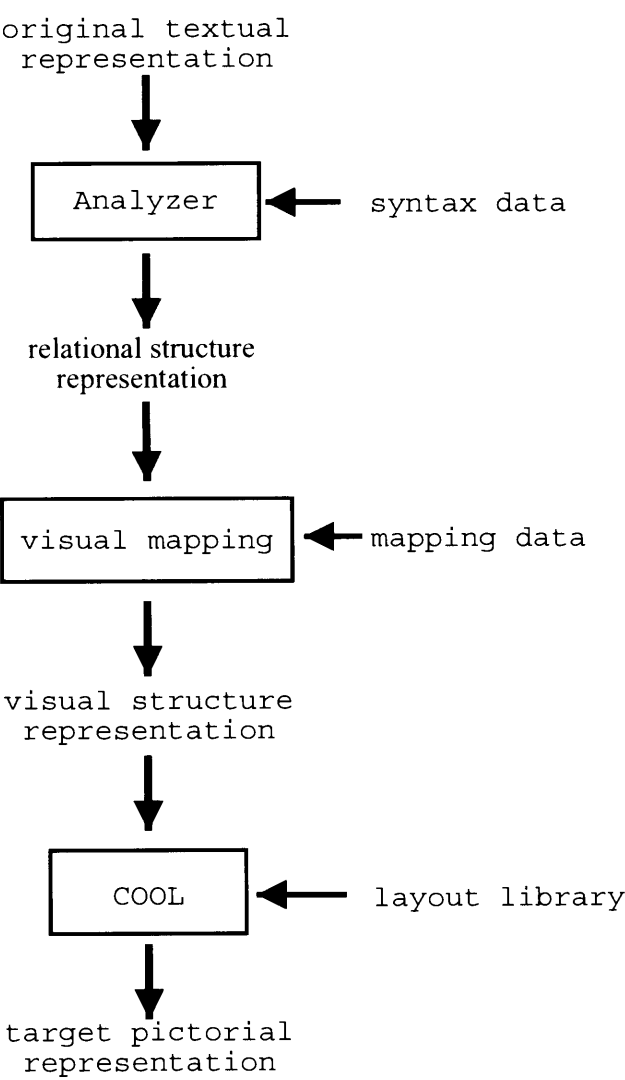 original textual
representation
Analyzer
syntax data
relational structure
representation
visual mapping
mapping data
visual structure
representation
COOL
layout library
target pictorial
representation